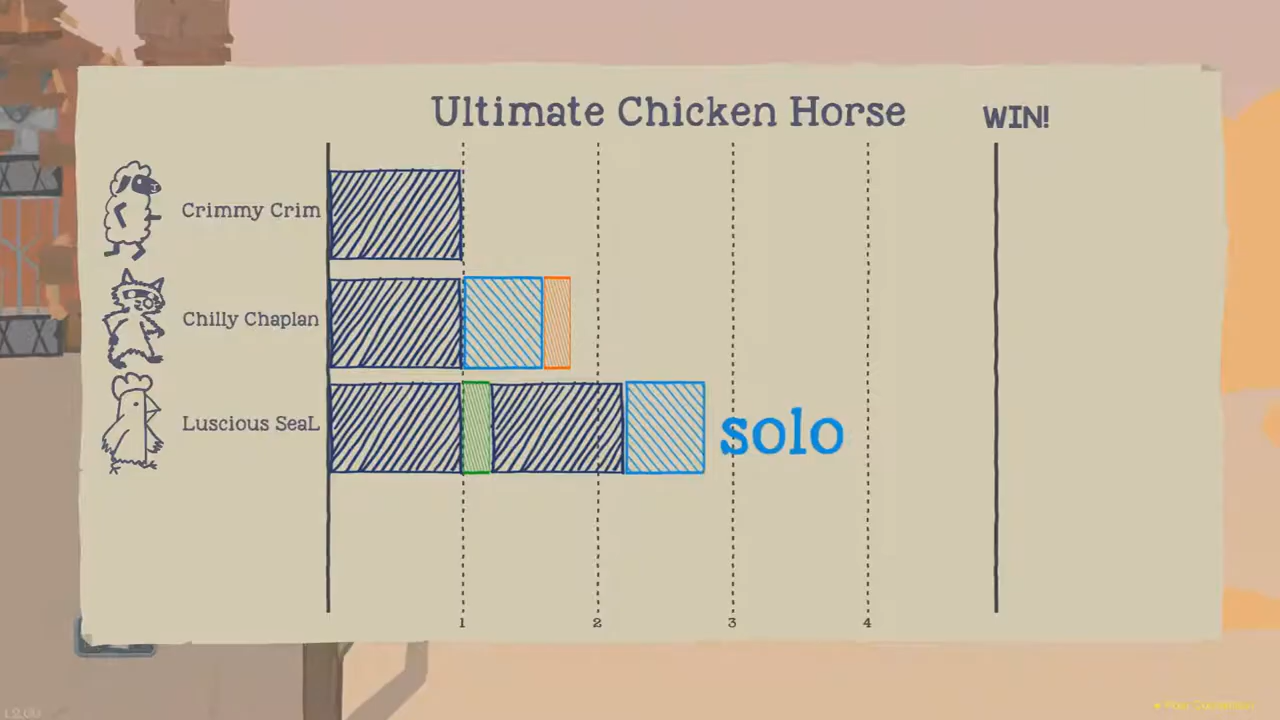 Ultimate Chicken Horse
WIN!
Crimmy Crim
Chilly Chaplan
Luscious SeaL
solo
1 2 3 4